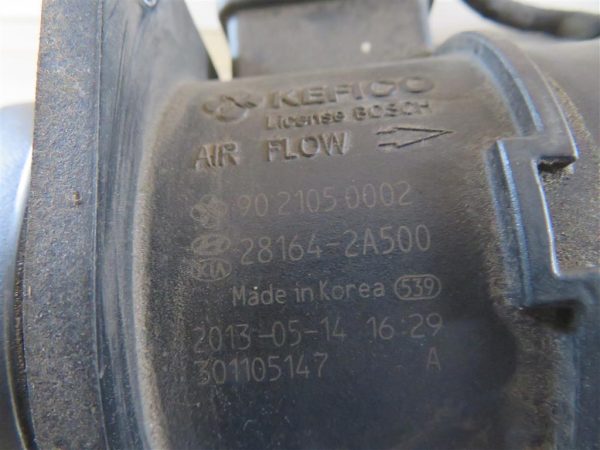 KEFICO
License BOSCH
AIR FLOW
90 2105 0002
28164-2A500
KIA
Made in Korea 539
2013-05-14 16:29
301105147 A